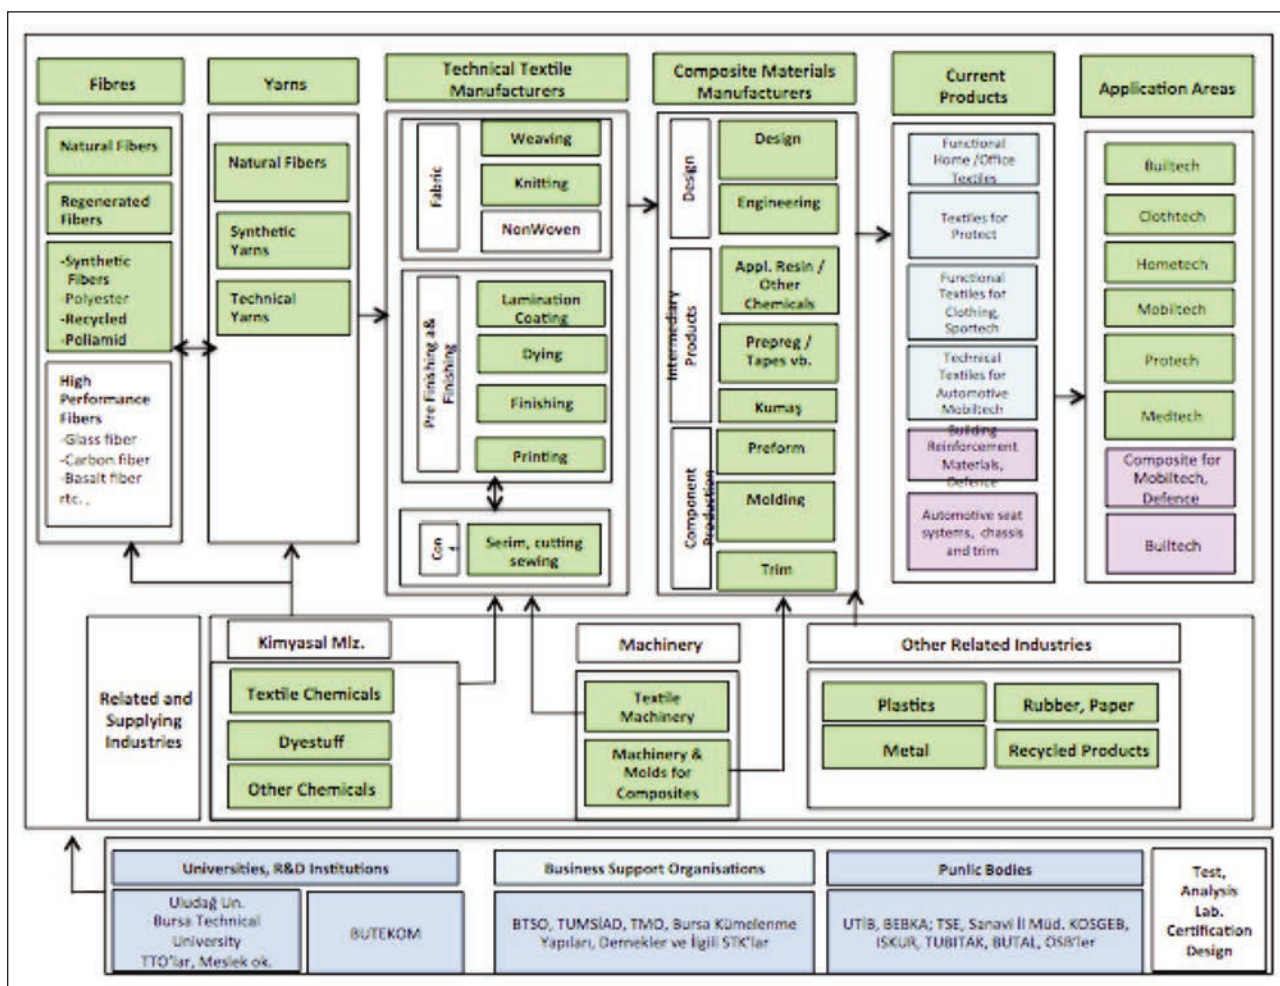 Fibres
Yarns
Technical Textile
Manufacturers
Composite Materials
Manufacturers
Current
Products
Application Areas
Natural Fibers
Regenerated
Fibers
-Synthetic
Fibers
-Polyester
-Recycled
-Poliamid
High
Performance
Fibers
-Glass fiber
-Carbon fiber
-Basalt fiber
rtc. ,
Natural Fibers
Synthetic
Yarns
Technical
Yarns
Fabric
Weaving
Knitting
NonWoven
Pre Finishing a&
Finishing
Lamination
Coating
Dying
Finishing
Printing
Con
f
Serim, cutting
sewing
Design
Design
Engineering
Intermediary
Products
Appl. Resin /
Other
Chemicals
Prepreg /
Tapes vb.
Kumaş
Component
Production
Preform
Molding
Trim
Functional
Home /Office
Textiles
Textiles for
Protect
Functional
Textiles for
Clothing,
Sportech
Technical
Textiles for
Automotive
Mobiltech
Building
Reinforcement
Materials,
Defence
Automotive seat
systems, chassis
and trim
Builtech
Clothtech
Hometech
Mobiltech
Protech
Medtech
Composite for
Mobiltech,
Defence
Builtech
Related and
Supplying
Industries
Kimyasal Mlz.
Textile Chemicals
Dyestuff
Other Chemicals
Machinery
Textile
Machinery
Machinery &
Molds for
Composites
Other Related Industries
Plastics
Rubber, Paper
Metal
Recycled Products
Universities, R&D Institutions
Uludağ Un.
Bursa Technical
University
TTO'lar, Meslek ok.
BUTEKOM
Business Support Organisations
BTSO, TUMSİAD, TMO, Bursa Kümelenme
Yapıları, Dernekler ve İlgili STK'lar
Punlic Bodies
UTİB, BEBKA; TSE, Sanavi İl Müd. KOSGEB,
ISKUR, TUBITAK, BUTAL, OSB'ler
Test,
Analysis
Lab.
Certification
Design